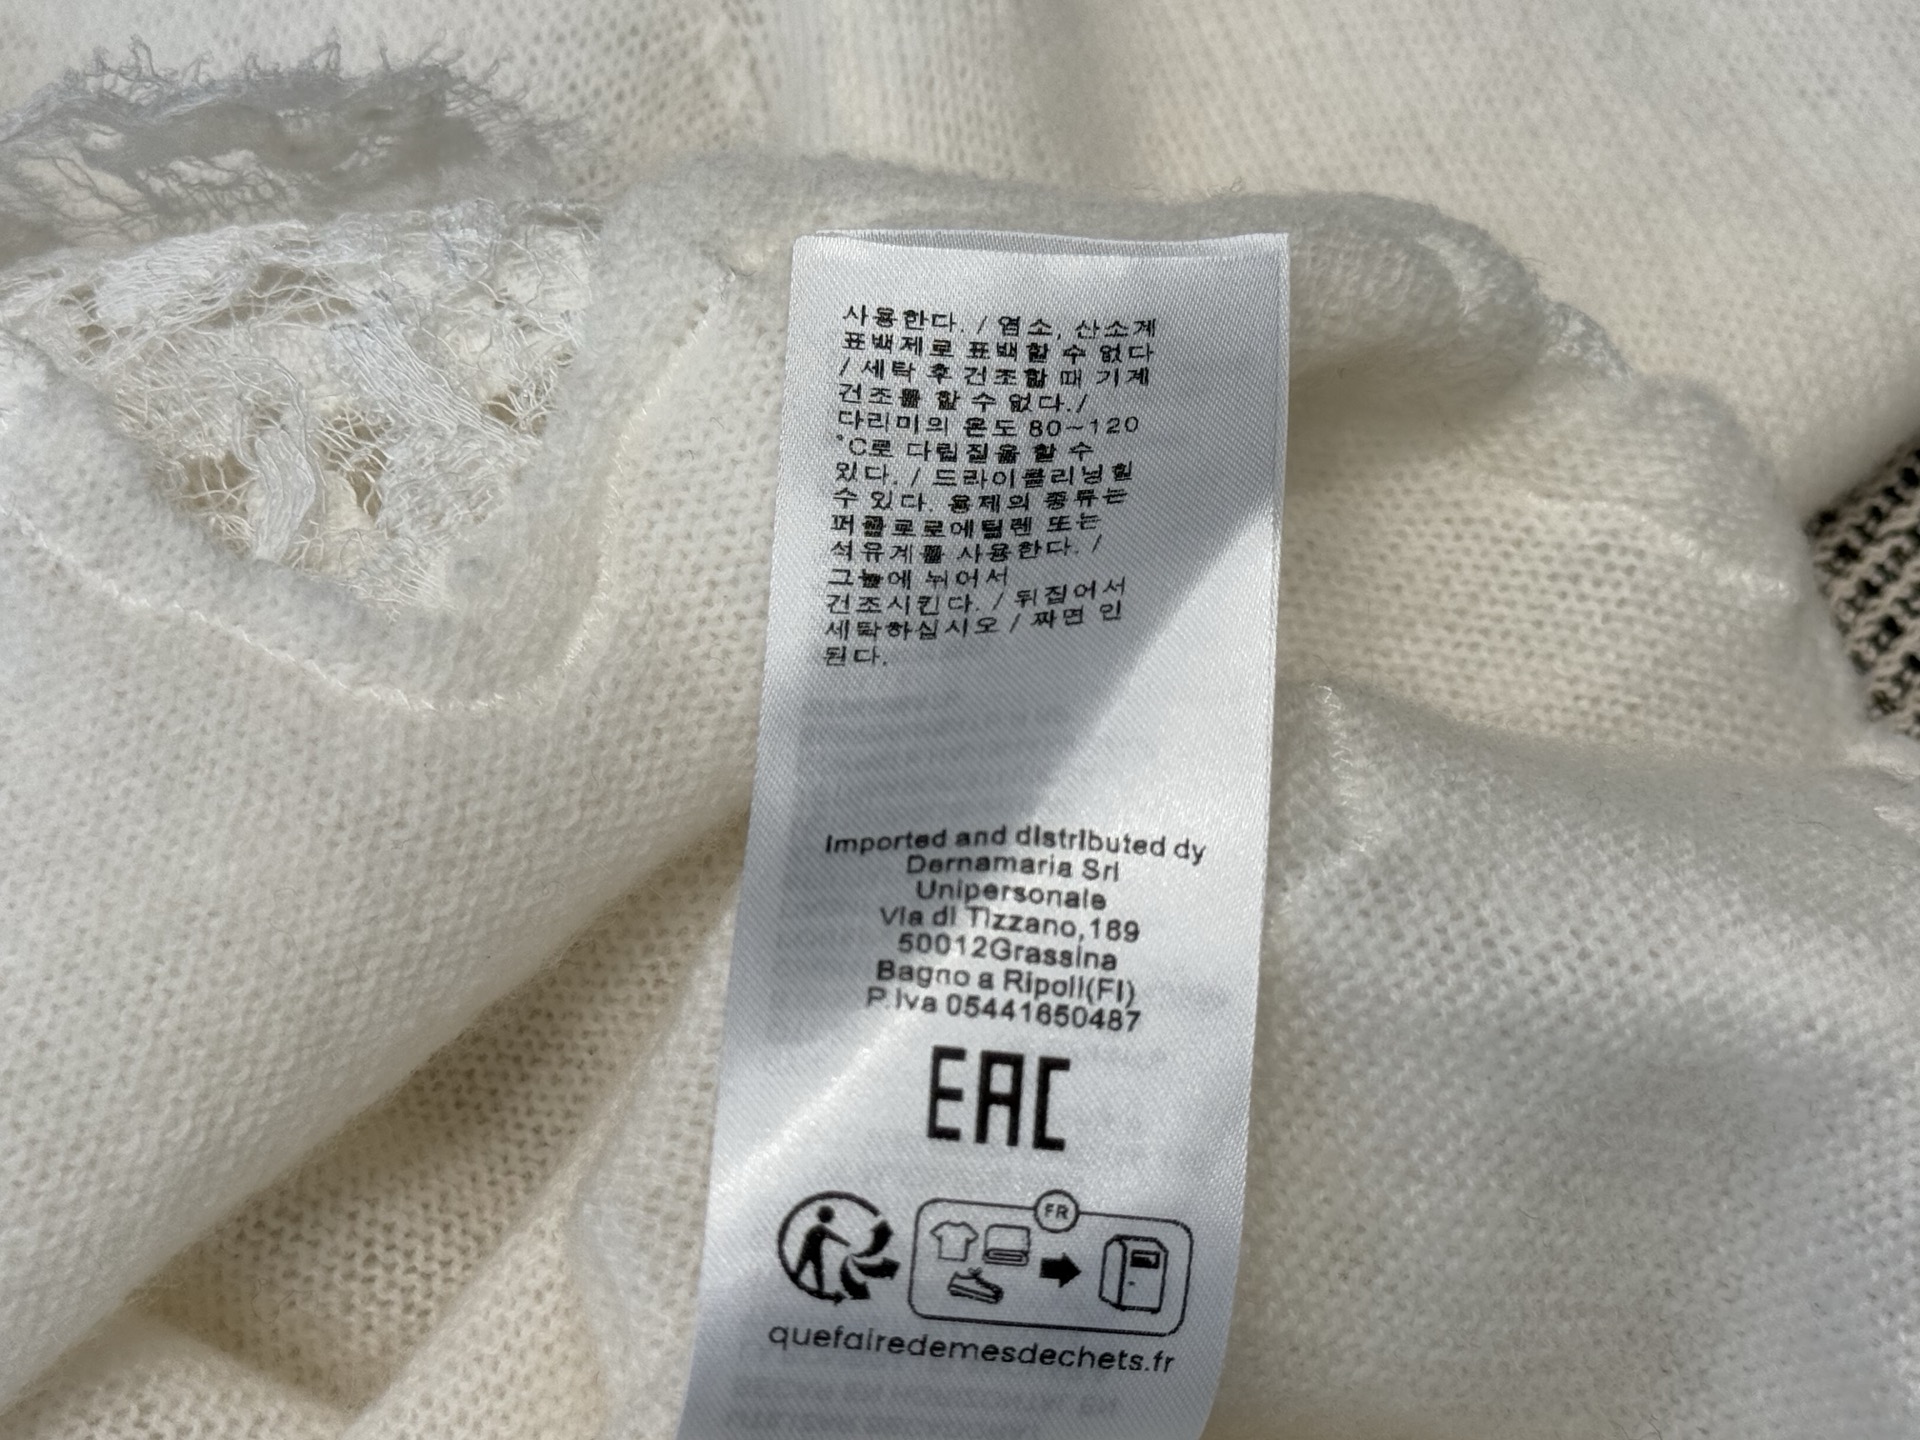 사용한다. / 염소, 산소계
표백제로 표백할 수 없다
/ 세탁 후 건조할 때 기계
건조를 할 수 없다./
다리미의 온도 80~120
°C로 다림질을 할 수
있다. / 드라이클리닝할
수 있다. 용제의 종류는
퍼클로로에틸렌 또는
석유계를 사용한다. /
그늘에 뉘어서
건조시킨다. / 뒤집어서
세탁하십시오 / 짜면 안
된다.
Imported and distributed dy
Dernamaria Srl
Unipersonale
Via di Tizzano,189
50012Grassina
Bagno a Ripoli(FI)
P.Iva 05441650487
EAC
FR
quefairedemesdechets.fr